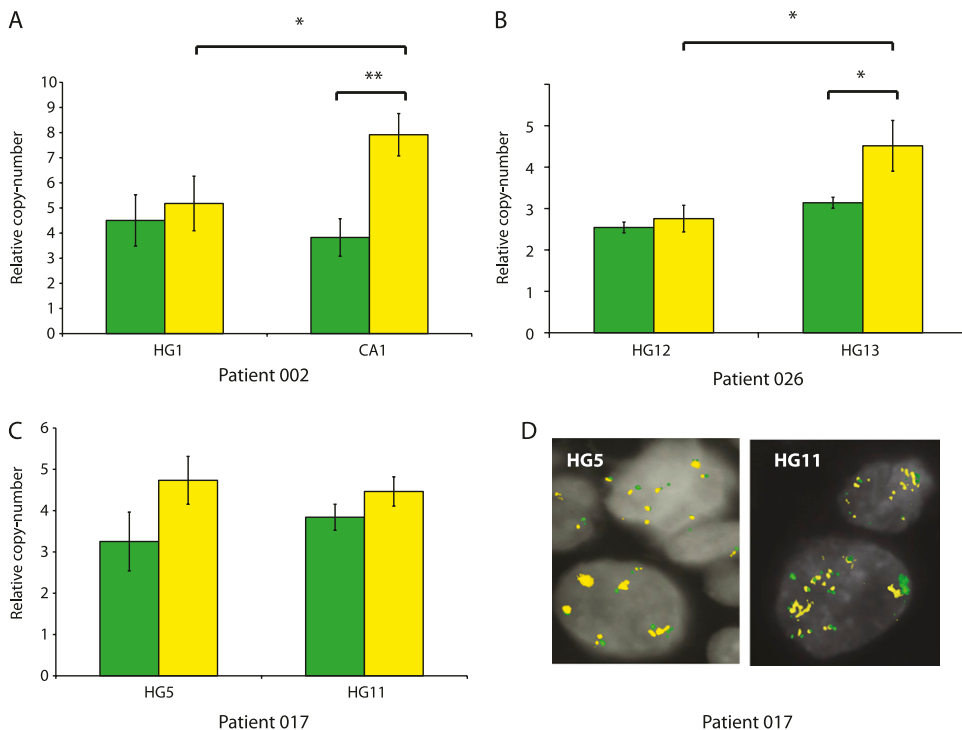 A
*
**
Relative copy-number
10
9
8
7
6
5
4
3
2
1
0
HG1
CA1
Patient 002
B
*
*
Relative copy-number
5
4
3
2
1
0
HG12
HG13
Patient 026
C
Relative copy-number
6
5
4
3
2
1
0
HG5
HG11
Patient 017
D
HG5
HG11
Patient 017